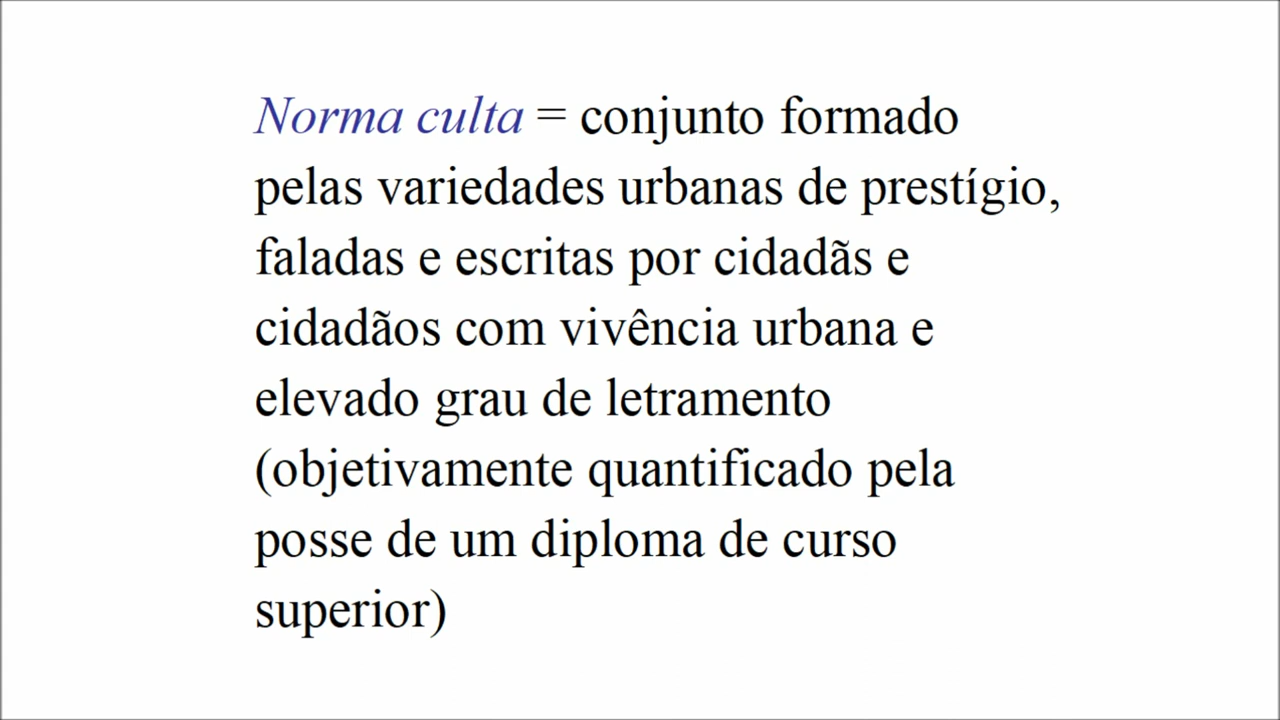 Norma culta = conjunto formado
pelas variedades urbanas de prestígio,
faladas e escritas por cidadãs e
cidadãos com vivência urbana e
elevado grau de letramento
(objetivamente quantificado pela
posse de um diploma de curso
superior)